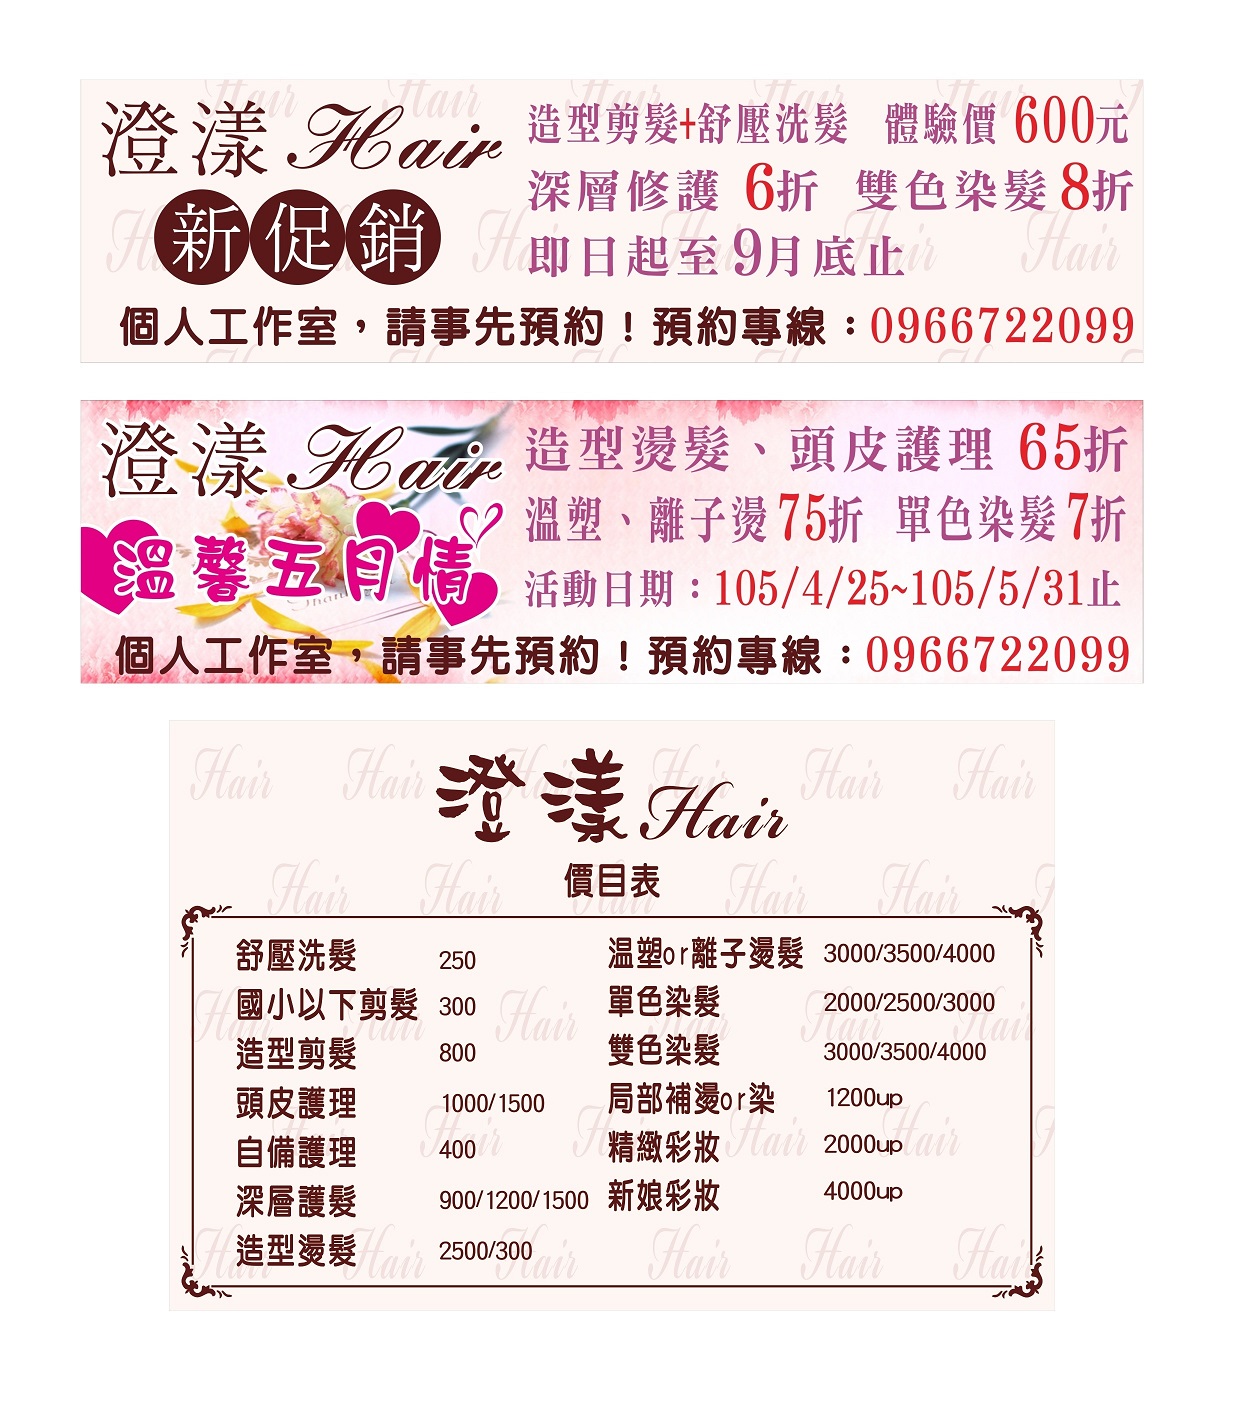 澄漾 Hair
新促銷
造型剪髮+舒壓洗髮 體驗價 600元
深層修護 6折 雙色染髮 8折
即日起至 9月底止
個人工作室，請事先預約！預約專線：0966722099
澄漾 Hair
溫馨五月情
造型燙髮、頭皮護理 65折
溫塑、離子燙 75折 單色染髮 7折
活動日期：105/4/25~105/5/31止
個人工作室，請事先預約！預約專線：0966722099
澄漾 Hair
價目表
舒壓洗髮 250
國小以下剪髮 300
造型剪髮 800
頭皮護理 1000/1500
自備護理 400
深層護髮 900/1200/1500
造型燙髮 2500/300
溫塑or離子燙髮 3000/3500/4000
單色染髮 2000/2500/3000
雙色染髮 3000/3500/4000
局部補燙or染 1200up
精緻彩妝 2000up
新娘彩妝 4000up